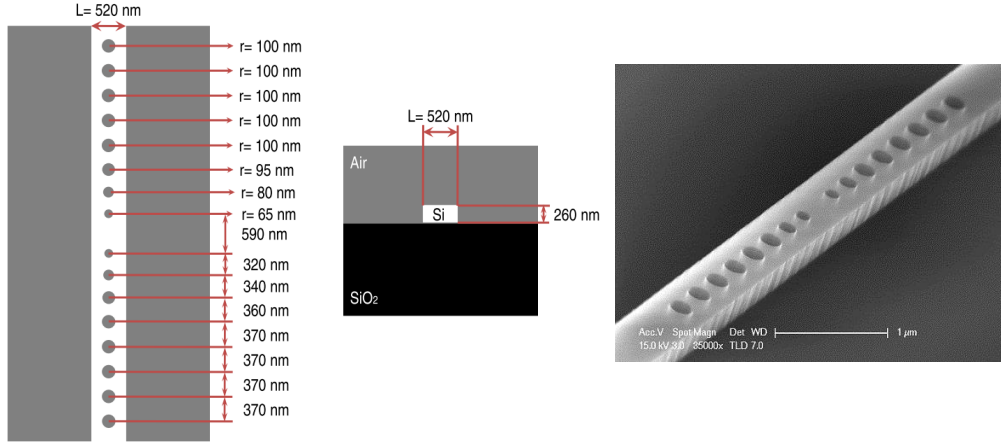 L= 520 nm
r= 100 nm
r= 100 nm
r= 100 nm
r= 100 nm
r= 100 nm
r= 95 nm
r= 80 nm
r= 65 nm
590 nm
320 nm
340 nm
360 nm
370 nm
370 nm
370 nm
370 nm
L= 520 nm
Air
Si
260 nm
SiO₂
Acc.V Spot Magn Det WD
15.0 kV 3.0 35000x TLD 7.0
1 μm